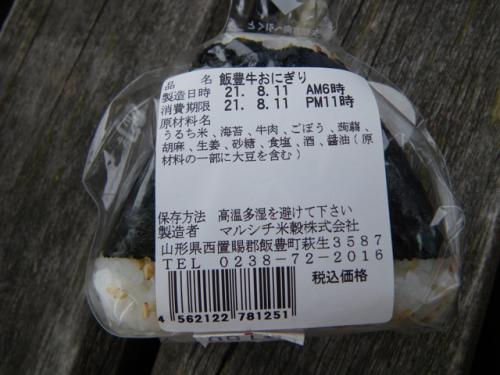 品 名 飯豊牛おにぎり
製造日時 21. 8.11 AM6時
消費期限 21. 8.11 PM11時
原材料名
うるち米、海苔、牛肉、ごぼう、蒟蒻、
胡麻、生姜、砂糖、食塩、酒、醤油(原
材料の一部に大豆を含む)
保存方法 高温多湿を避けて下さい
製造者 マルシチ米穀株式会社
山形県西置賜郡飯豊町萩生3587
TEL 0238-72-2016
税込価格
4 562122 781251